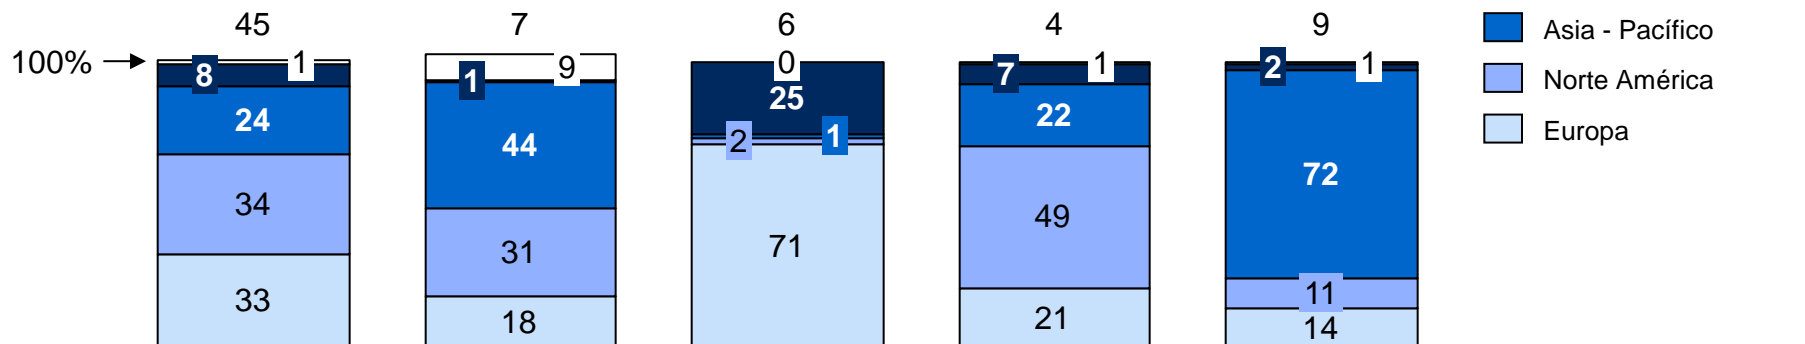 45 7 6 4 9
100%
8 1 1 9 0 7 1 2 1
25
24 44 2 1 22 72
34 31 71 49 11
33 18 21 14
Asia - Pacífico
Norte América
Europa